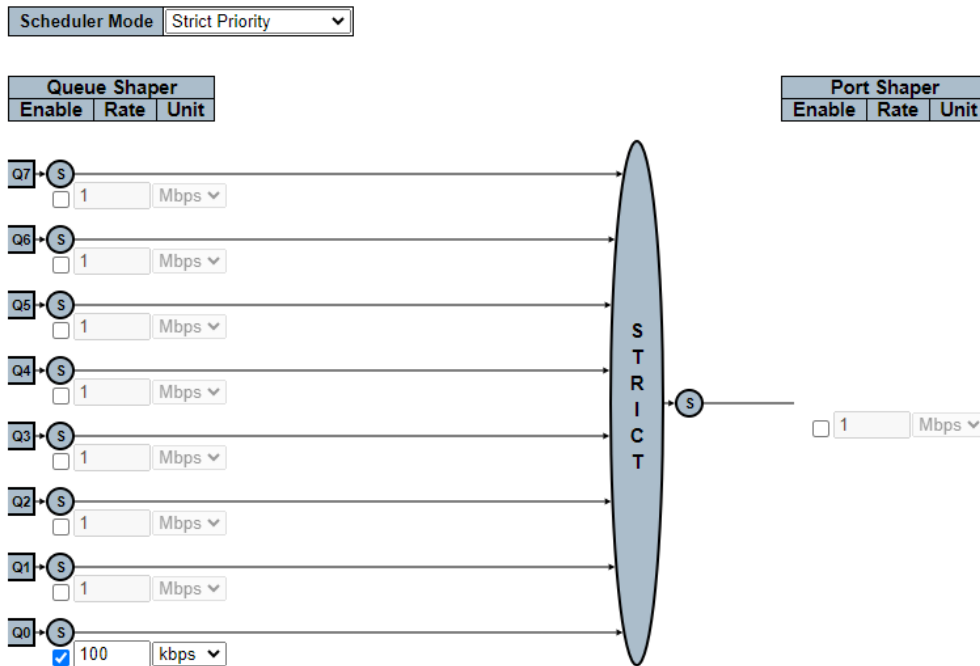 Scheduler Mode Strict Priority
Queue Shaper Port Shaper
Enable Rate Unit Enable Rate Unit
Q7 S
1 Mbps
Q6 S
1 Mbps
Q5 S
1 Mbps
Q4 S
1 Mbps
Q3 S
1 Mbps
Q2 S
1 Mbps
Q1 S
1 Mbps
Q0 S
100 kbps
S
T
R
I
C
T
S
1 Mbps